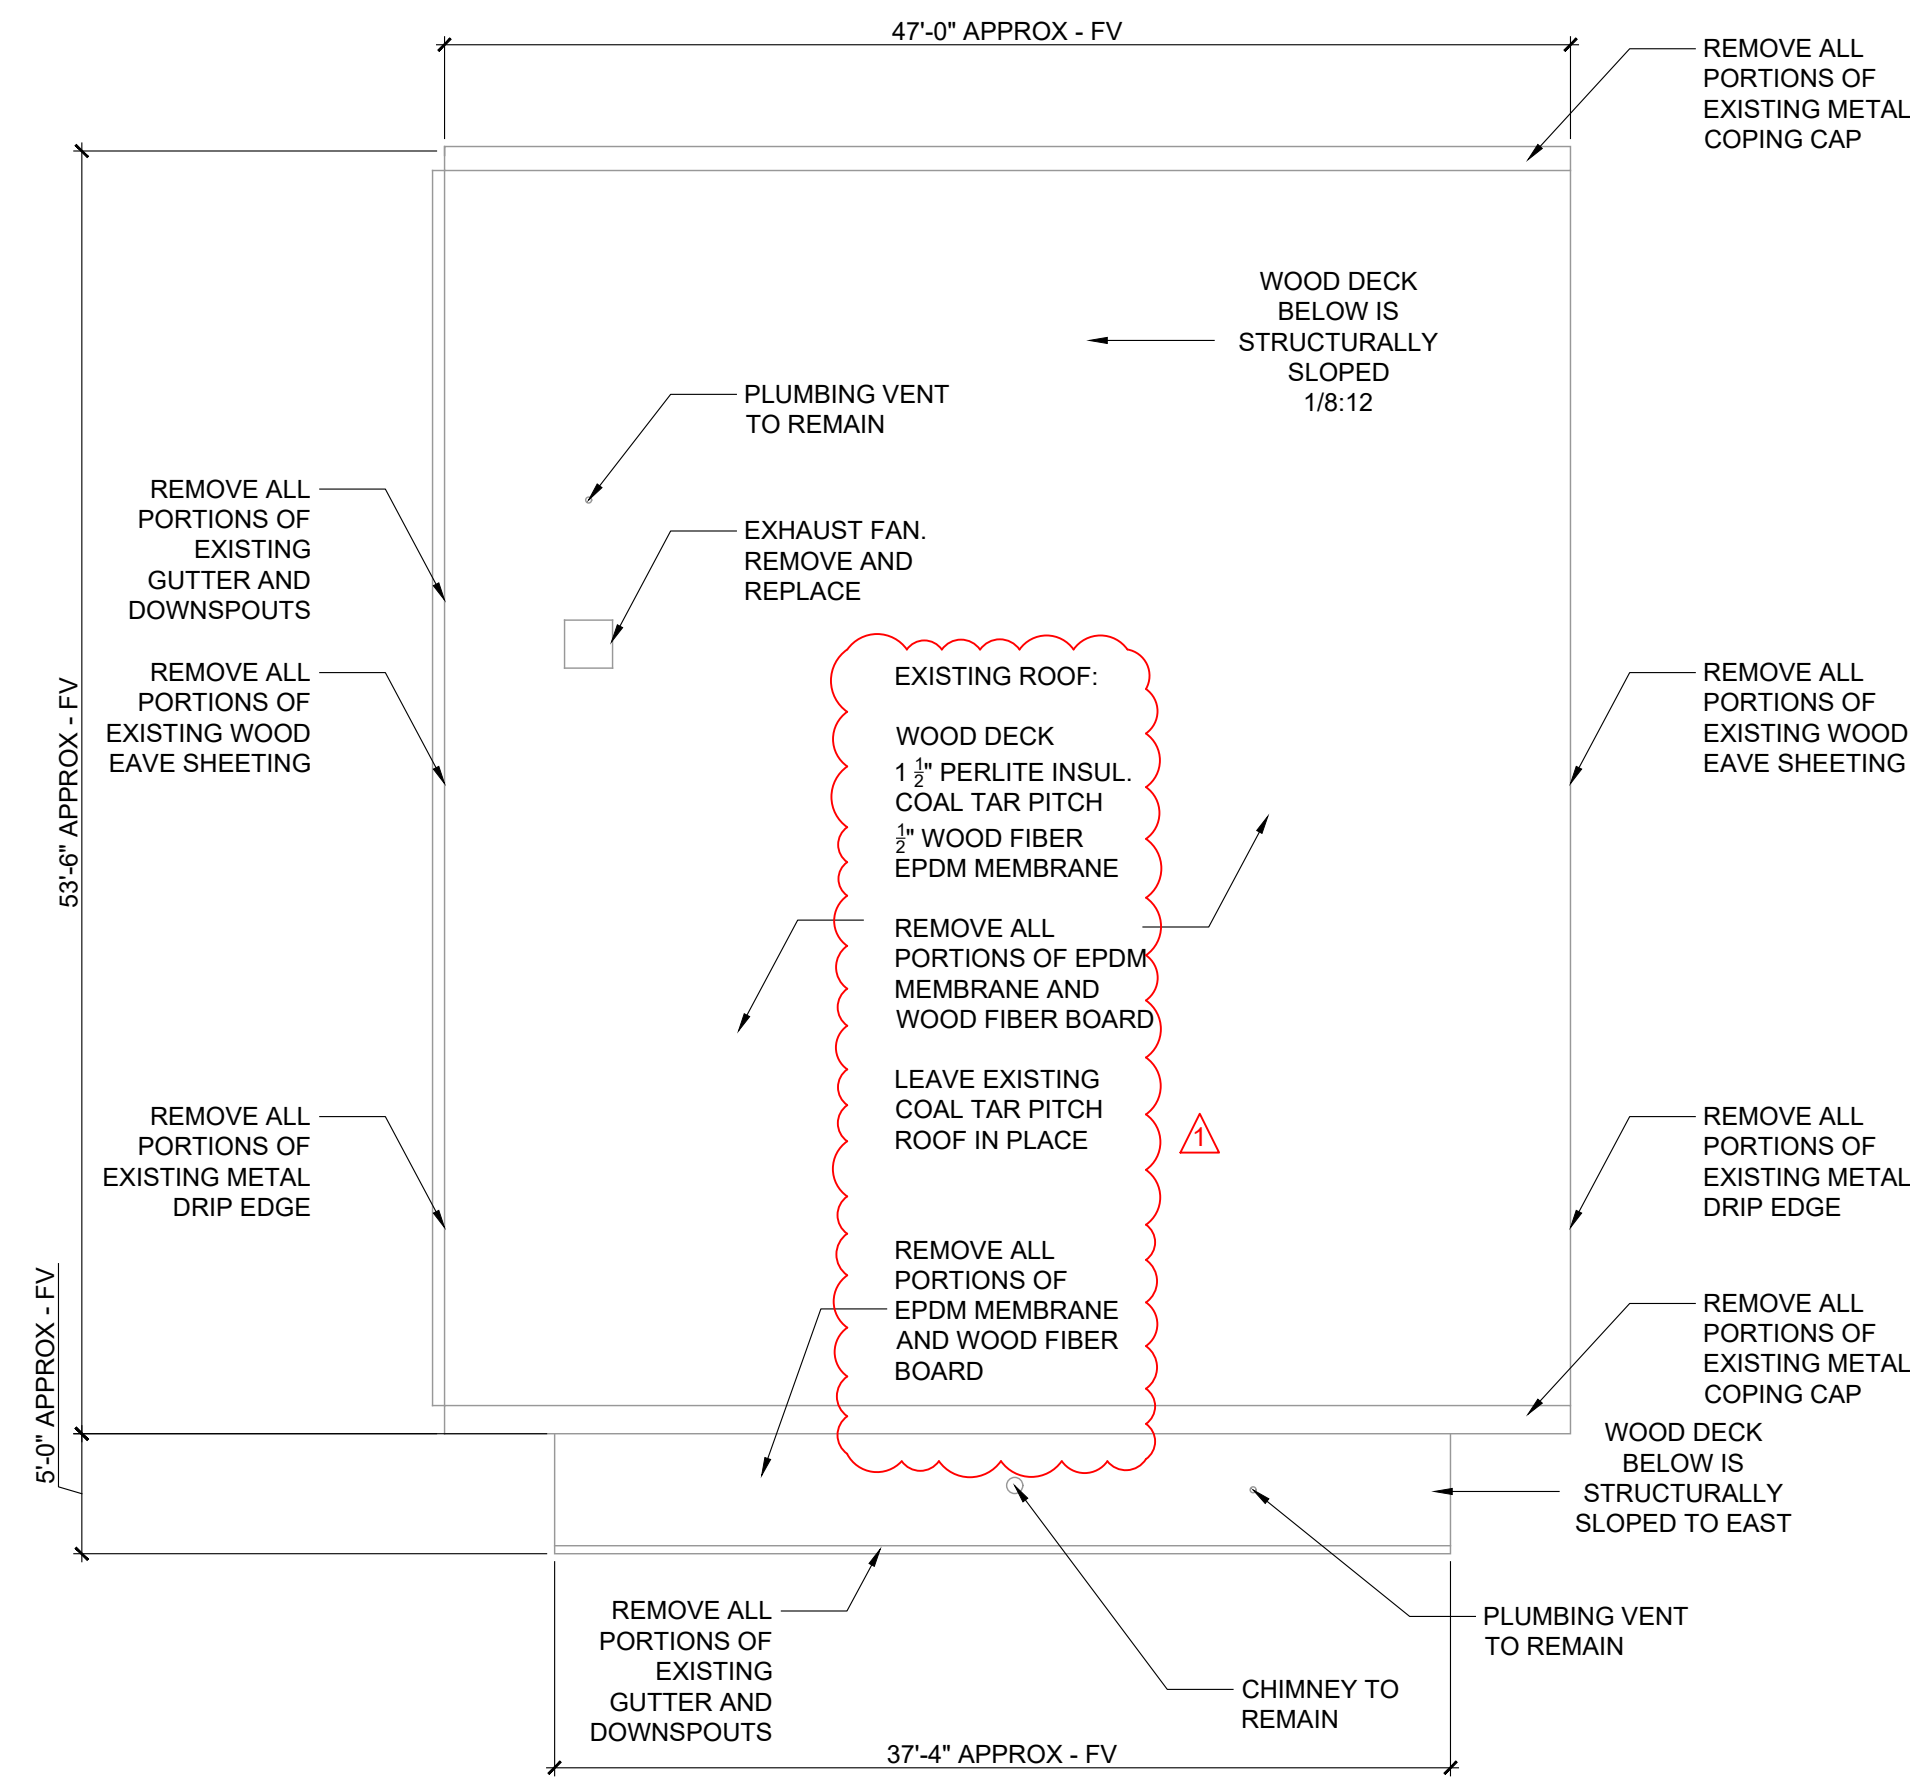 47'-0" APPROX - FV
REMOVE ALL
PORTIONS OF
EXISTING METAL
COPING CAP
WOOD DECK
BELOW IS
STRUCTURALLY
SLOPED
1/8:12
PLUMBING VENT
TO REMAIN
REMOVE ALL
PORTIONS OF
EXISTING
GUTTER AND
DOWNSPOUTS
EXHAUST FAN.
REMOVE AND
REPLACE
REMOVE ALL
PORTIONS OF
EXISTING WOOD
EAVE SHEETING
53'-6" APPROX - FV
EXISTING ROOF:
WOOD DECK
1 1/2" PERLITE INSUL.
COAL TAR PITCH
1/2" WOOD FIBER
EPDM MEMBRANE
REMOVE ALL
PORTIONS OF EPDM
MEMBRANE AND
WOOD FIBER BOARD
LEAVE EXISTING
COAL TAR PITCH
ROOF IN PLACE
1
REMOVE ALL
PORTIONS OF
EPDM MEMBRANE
AND WOOD FIBER
BOARD
REMOVE ALL
PORTIONS OF
EXISTING WOOD
EAVE SHEETING
REMOVE ALL
PORTIONS OF
EXISTING METAL
DRIP EDGE
REMOVE ALL
PORTIONS OF
EXISTING METAL
DRIP EDGE
5'-0" APPROX - FV
REMOVE ALL
PORTIONS OF
EXISTING METAL
COPING CAP
WOOD DECK
BELOW IS
STRUCTURALLY
SLOPED TO EAST
REMOVE ALL
PORTIONS OF
EXISTING
GUTTER AND
DOWNSPOUTS
PLUMBING VENT
TO REMAIN
CHIMNEY TO
REMAIN
37'-4" APPROX - FV